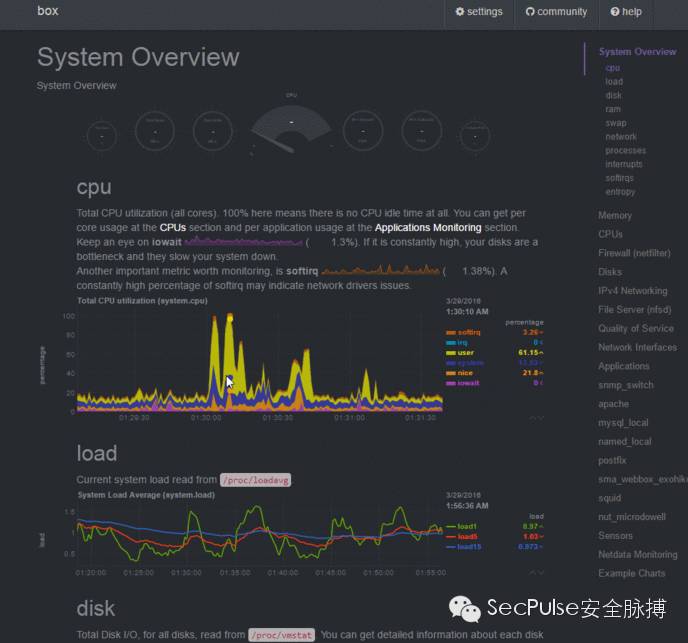 box
settings
community
help
System Overview
System Overview
CPU
cpu
Total CPU utilization (all cores). 100% here means there is no CPU idle time at all. You can get per
core usage at the CPUs section and per application usage at the Applications Monitoring section.
Keep an eye on iowait ( 1.3%). If it is constantly high, your disks are a
bottleneck and they slow your system down.
Another important metric worth monitoring, is softirq ( 1.38%). A
constantly high percentage of softirq may indicate network drivers issues.
Total CPU utilization (system.cpu)
3/29/2016
1:30:10 AM
percentage
softirq 3.26
irq 0
user 61.15
system
nice 21.8
iowait 0
percentage
100
80
60
40
20
0
01:29:30
01:30:00
01:30:30
01:31:00
01:31:30
load
Current system load read from /proc/loadavg.
System Load Average (system.load)
3/29/2016
1:56:36 AM
load
load1 0.97
load5 1.03
load15 0.973
load
1.5
1
0.5
01:20:00
01:25:00
01:30:00
01:35:00
01:40:00
01:45:00
01:50:00
01:55:00
disk
Total Disk I/O, for all disks, read from /proc/vmstat. You can get detailed information about each disk
System Overview
cpu
load
disk
ram
swap
network
processes
interrupts
softirqs
entropy
Memory
CPUs
Firewall (netfilter)
Disks
IPv4 Networking
File Server (nfsd)
Quality of Service
Network Interfaces
Applications
snmp_switch
apache
mysql_local
named_local
postfix
sma_webbox_exohik
squid
nut_microdowell
Sensors
Netdata Monitoring
Example Charts
SecPulse安全脉搏